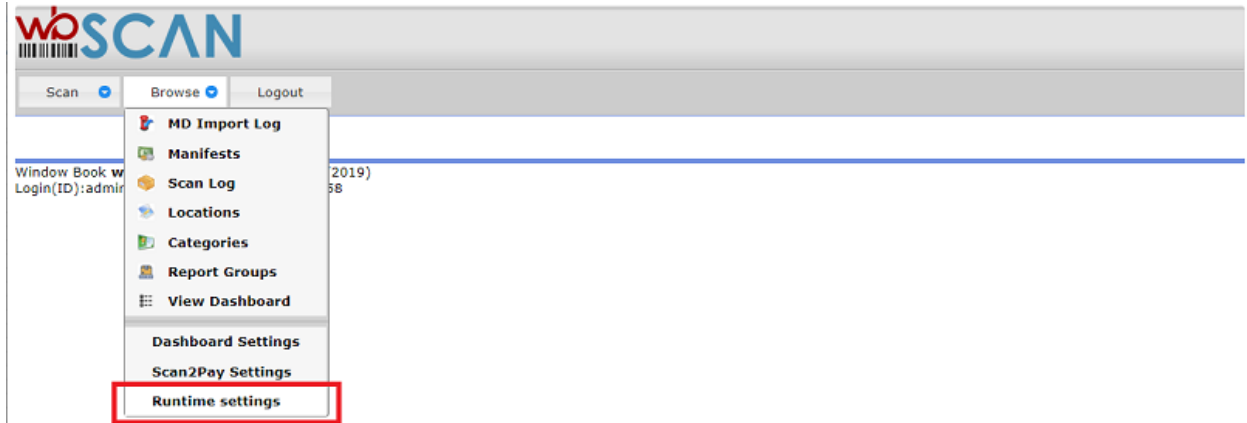 wbSCAN
Scan Browse Logout
MD Import Log
Manifests
Window Book w 2019)
Scan Log
Login(ID):admin 58
Locations
Categories
Report Groups
View Dashboard
Dashboard Settings
Scan2Pay Settings
Runtime settings